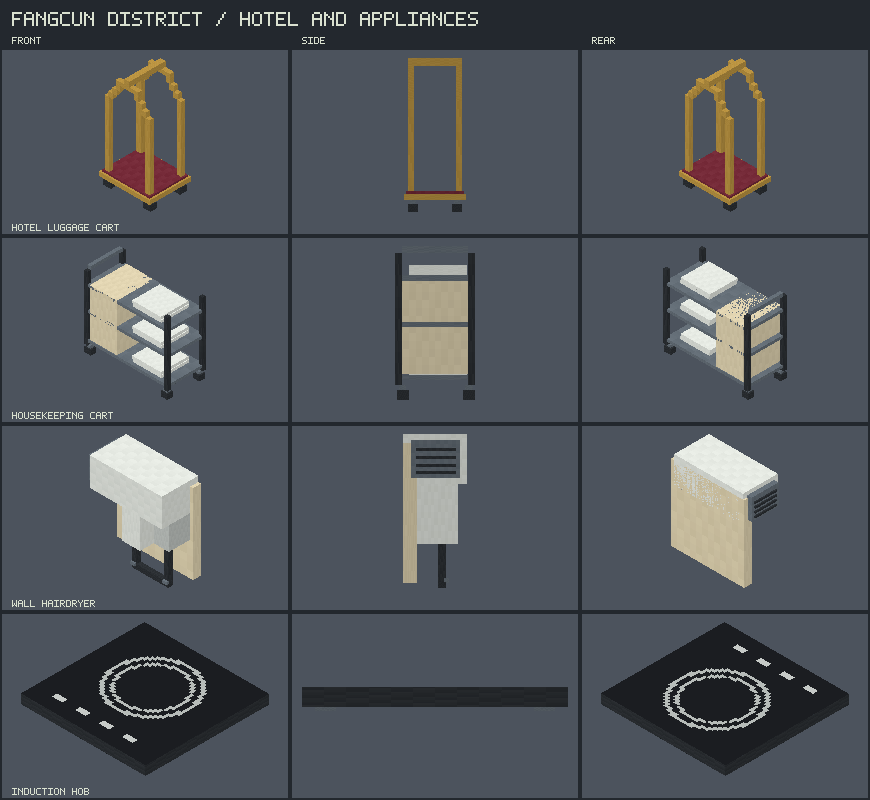 FANGCUN DISTRICT / HOTEL AND APPLIANCES
FRONT SIDE REAR
HOTEL LUGGAGE CART
HOUSEKEEPING CART
WALL HAIRDRYER
INDUCTION HOB